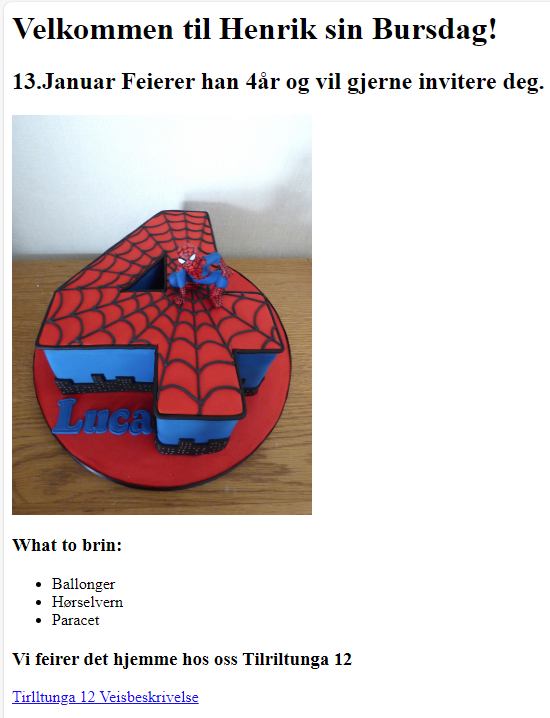 Velkommen til Henrik sin Bursdag!
13.Januar Feierer han 4år og vil gjerne invitere deg.
Luca
What to brin:
Ballonger
Hørselvern
Paracet
Vi feirer det hjemme hos oss Tilriltunga 12
Tirlltunga 12 Veisbeskrivelse